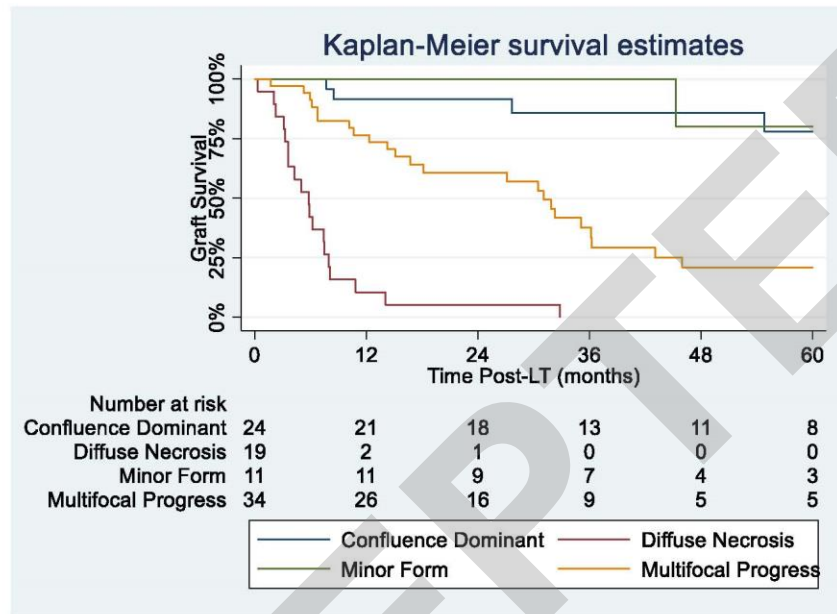 Kaplan-Meier survival estimates
Graft Survival
100%
75%
50%
25%
0%
0 12 24 36 48 60
Time Post-LT (months)
Number at risk
Confluence Dominant 24 21 18 13 11 8
Diffuse Necrosis 19 2 1 0 0 0
Minor Form 11 11 9 7 4 3
Multifocal Progress 34 26 16 9 5 5
Confluence Dominant Diffuse Necrosis
Minor Form Multifocal Progress
EPTE